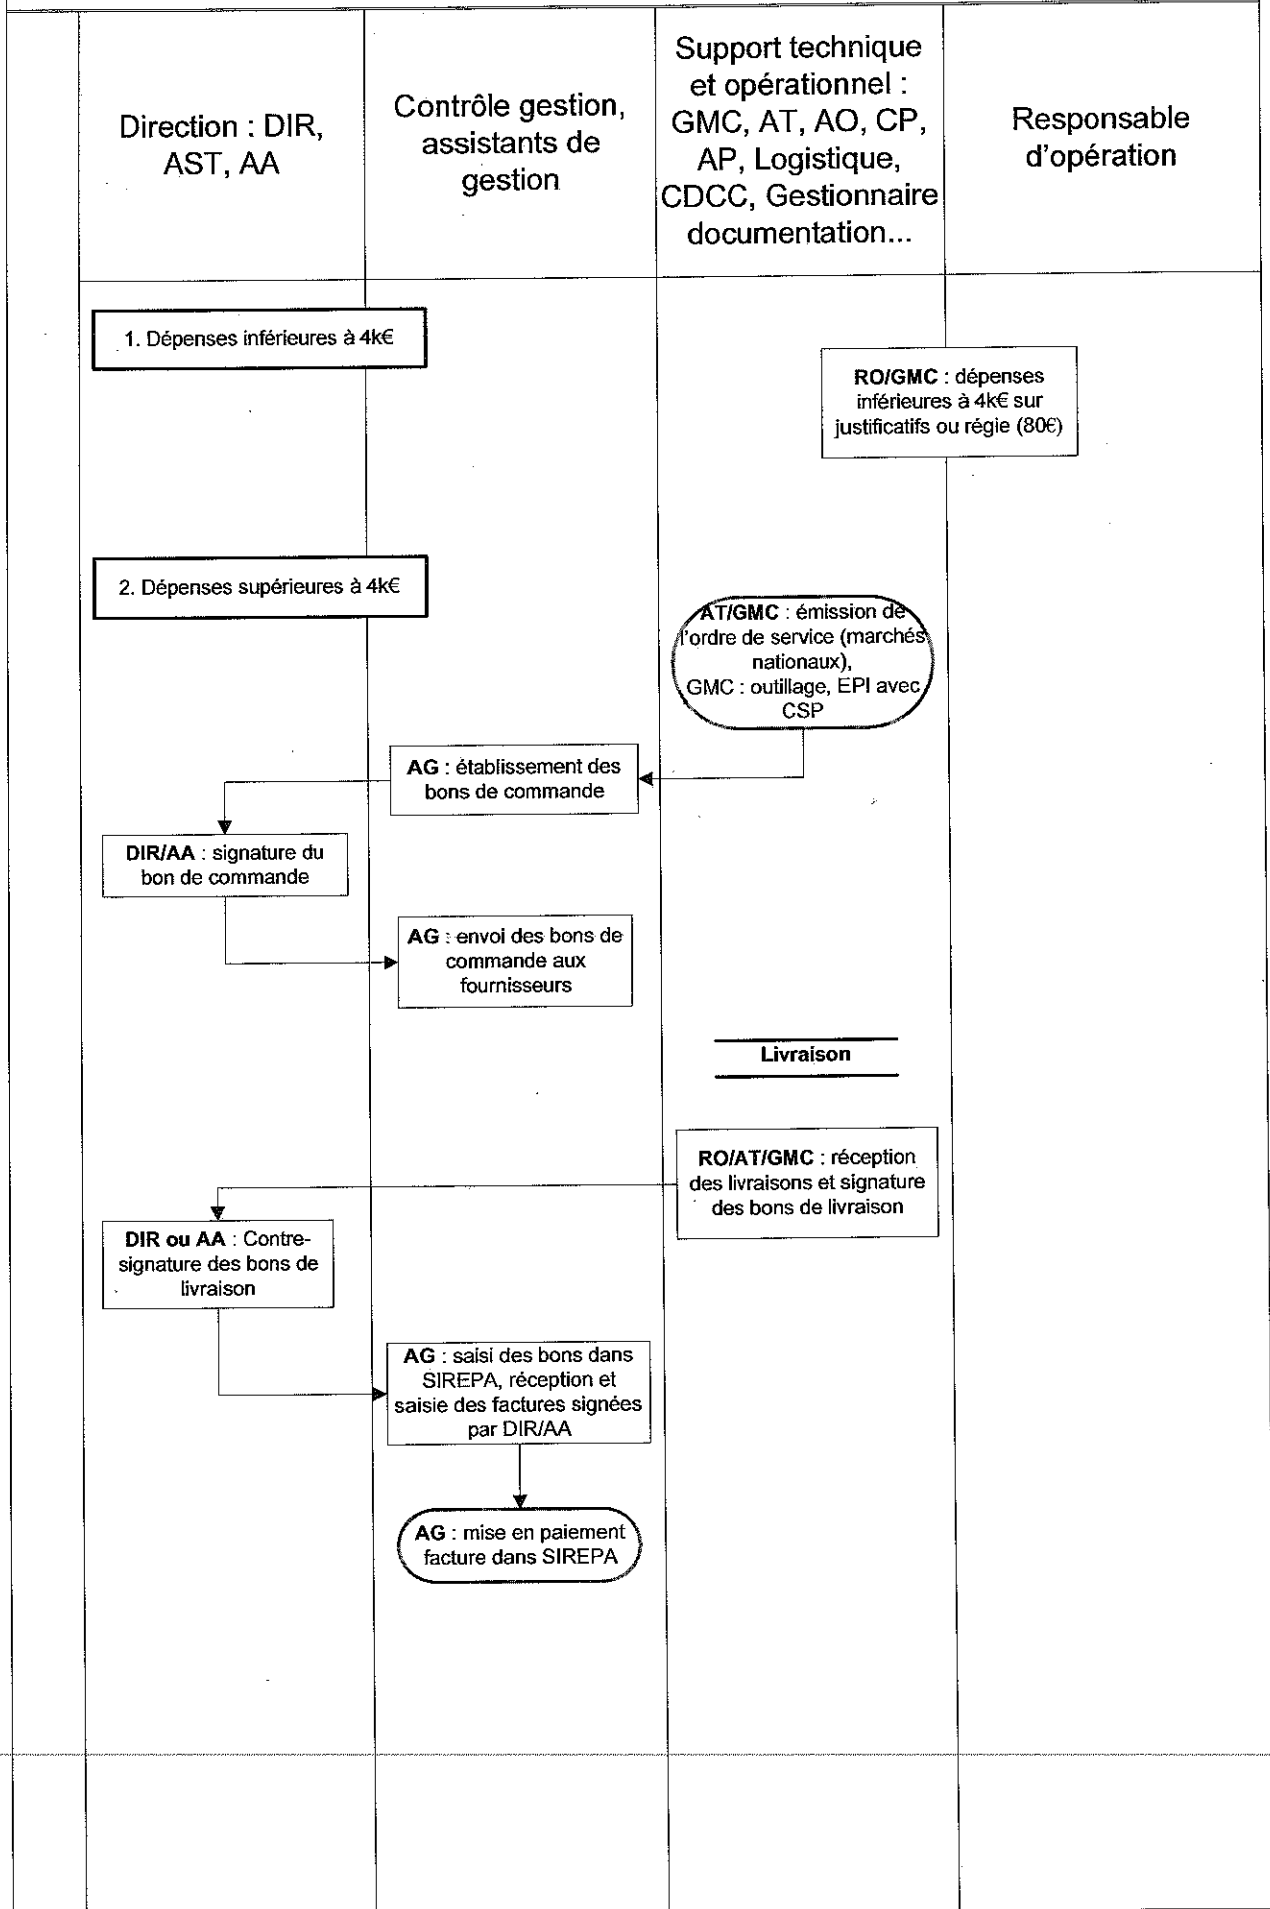 Direction : DIR,
AST, AA
Contrôle gestion,
assistants de
gestion
Support technique
et opérationnel :
GMC, AT, AO, CP,
AP, Logistique,
CDCC, Gestionnaire
documentation...
Responsable
d'opération
1. Dépenses inférieures à 4k€
RO/GMC : dépenses
inférieures à 4k€ sur
justificatifs ou régie (80€)
2. Dépenses supérieures à 4k€
AT/GMC : émission de
l'ordre de service (marchés
nationaux),
GMC : outillage, EPI avec
CSP
AG : établissement des
bons de commande
DIR/AA : signature du
bon de commande
AG : envoi des bons de
commande aux
fournisseurs
Livraison
RO/AT/GMC : réception
des livraisons et signature
des bons de livraison
DIR ou AA : Contre-
signature des bons de
livraison
AG : saisi des bons dans
SIREPA, réception et
saisie des factures signées
par DIR/AA
AG : mise en paiement
facture dans SIREPA